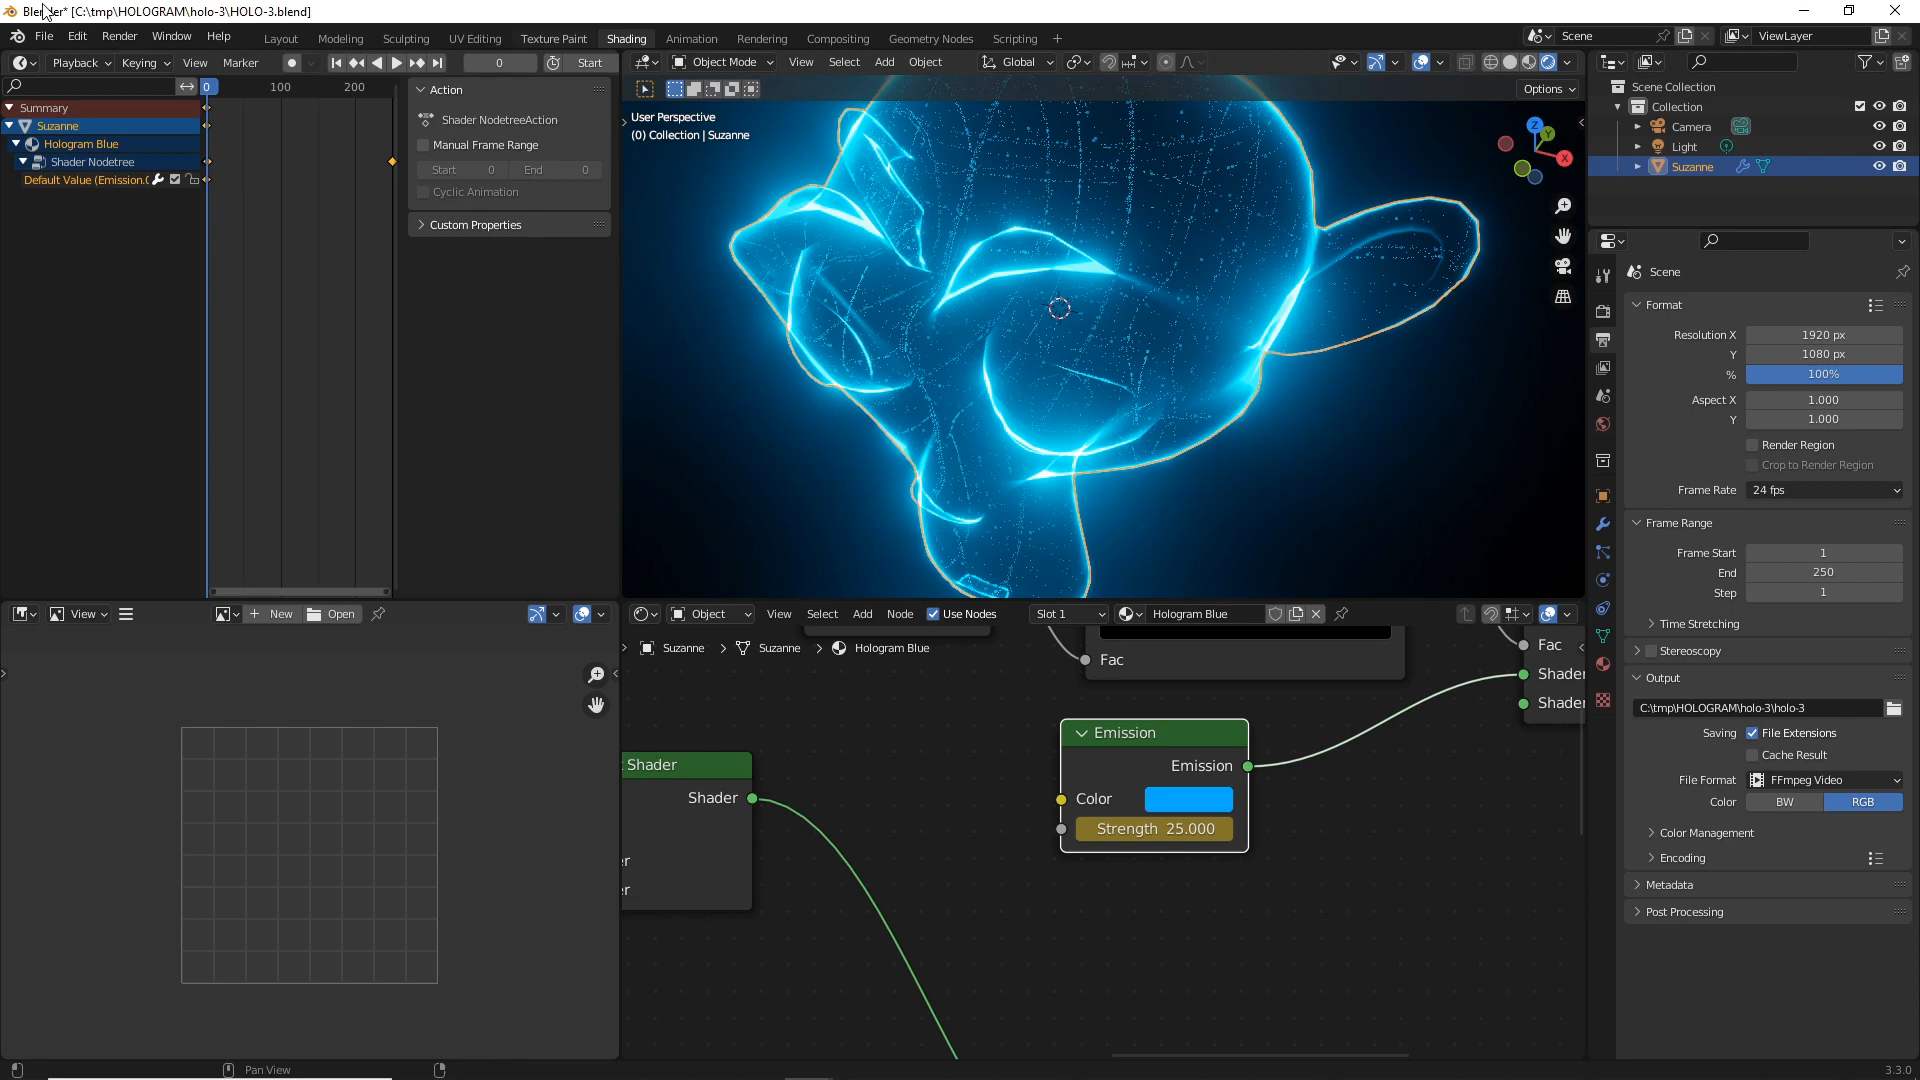 Blender* [C:\tmp\HOLOGRAM\holo-3\HOLO-3.blend]
File Edit Render Window Help Layout Modeling Sculpting UV Editing Texture Paint Shading Animation Rendering Compositing Geometry Nodes Scripting + Scene ViewLayer
Playback Keying View Marker 0 Start
0 100 200
Summary
Suzanne
Hologram Blue
Shader Nodetree
Default Value (Emission.
Action
Shader NodetreeAction
Manual Frame Range
Start 0 End 0
Cyclic Animation
Custom Properties
Object Mode View Select Add Object Global
Options
User Perspective
(0) Collection | Suzanne
Z
Y
X
Scene Collection
Collection
Camera
Light
Suzanne
Scene
Format
Resolution X 1920 px
Y 1080 px
% 100%
Aspect X 1.000
Y 1.000
Render Region
Crop to Render Region
Frame Rate 24 fps
Frame Range
Frame Start 1
End 250
Step 1
Time Stretching
Stereoscopy
Output
C:\tmp\HOLOGRAM\holo-3\holo-3
Saving File Extensions
Cache Result
File Format FFmpeg Video
Color BW RGB
Color Management
Encoding
Metadata
Post Processing
View + New Open
Object View Select Add Node Use Nodes Slot 1 Hologram Blue
Suzanne > Suzanne > Hologram Blue
Fac
Fac
Shader
Shader
Emission
Emission
Color
Strength 25.000
Shader
Shader
er
er
Pan View
3.3.0